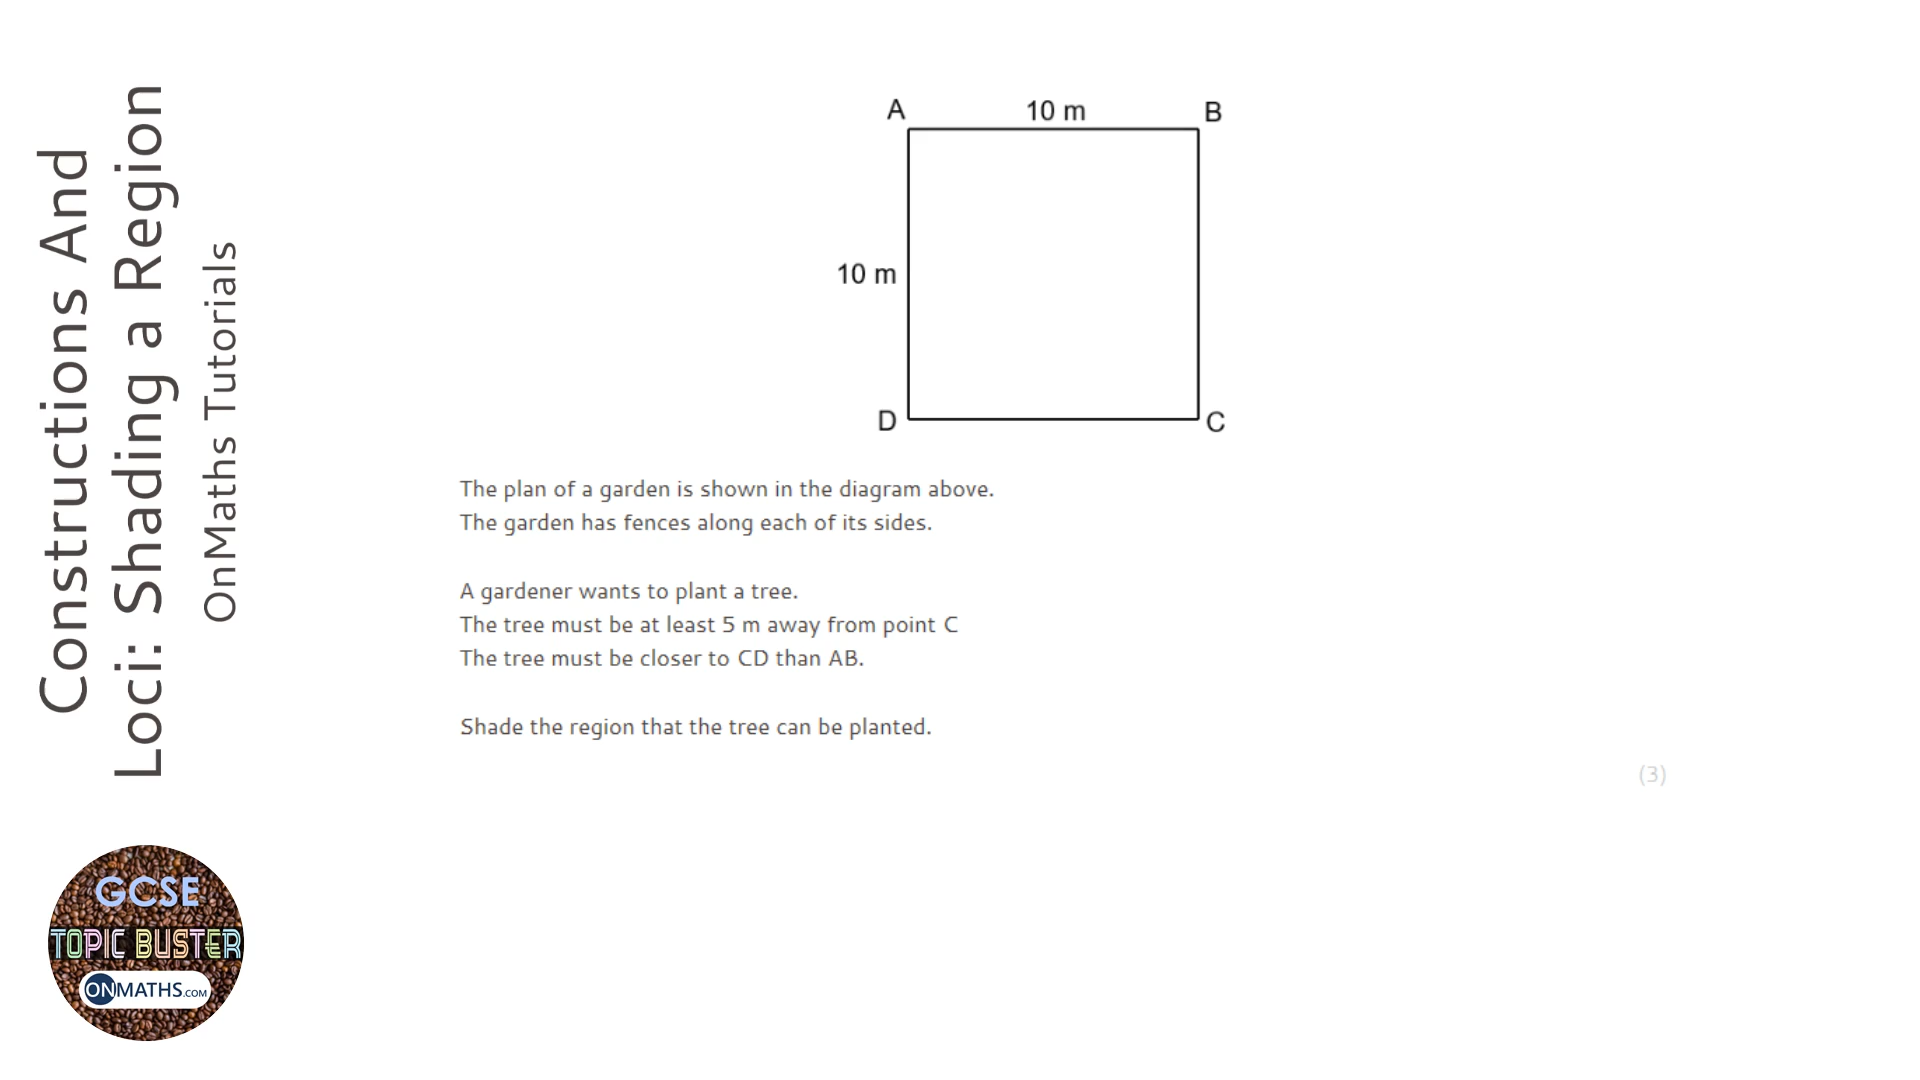 Constructions And
Loci: Shading a Region
OnMaths Tutorials
A
10 m
B
10 m
D
C
The plan of a garden is shown in the diagram above.
The garden has fences along each of its sides.
A gardener wants to plant a tree.
The tree must be at least 5 m away from point C
The tree must be closer to CD than AB.
Shade the region that the tree can be planted.
(3)
GCSE
TOPIC BUSTER
ONMATHS.COM